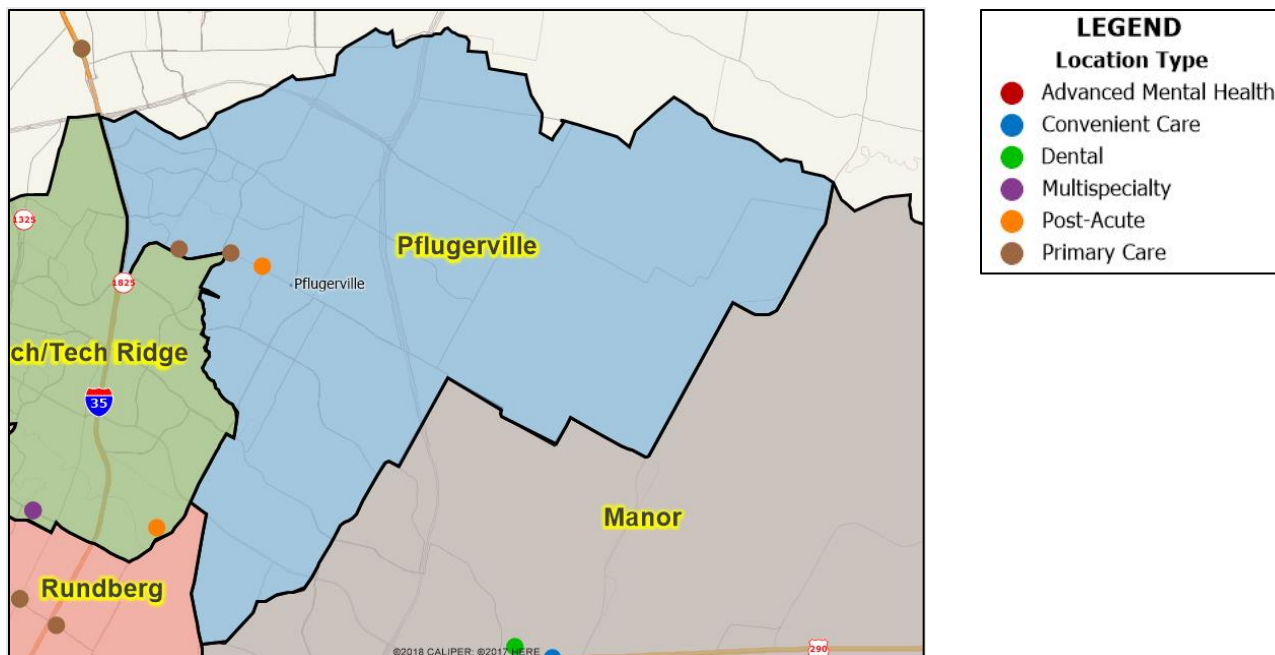 LEGEND
Location Type
Advanced Mental Health
Convenient Care
Dental
Multispecialty
Post-Acute
Primary Care
1325
Pflugerville
1825
Pflugerville
ch/Tech Ridge
35
Manor
Rundberg
©2018 CALIPER; ©2017 HERE
290